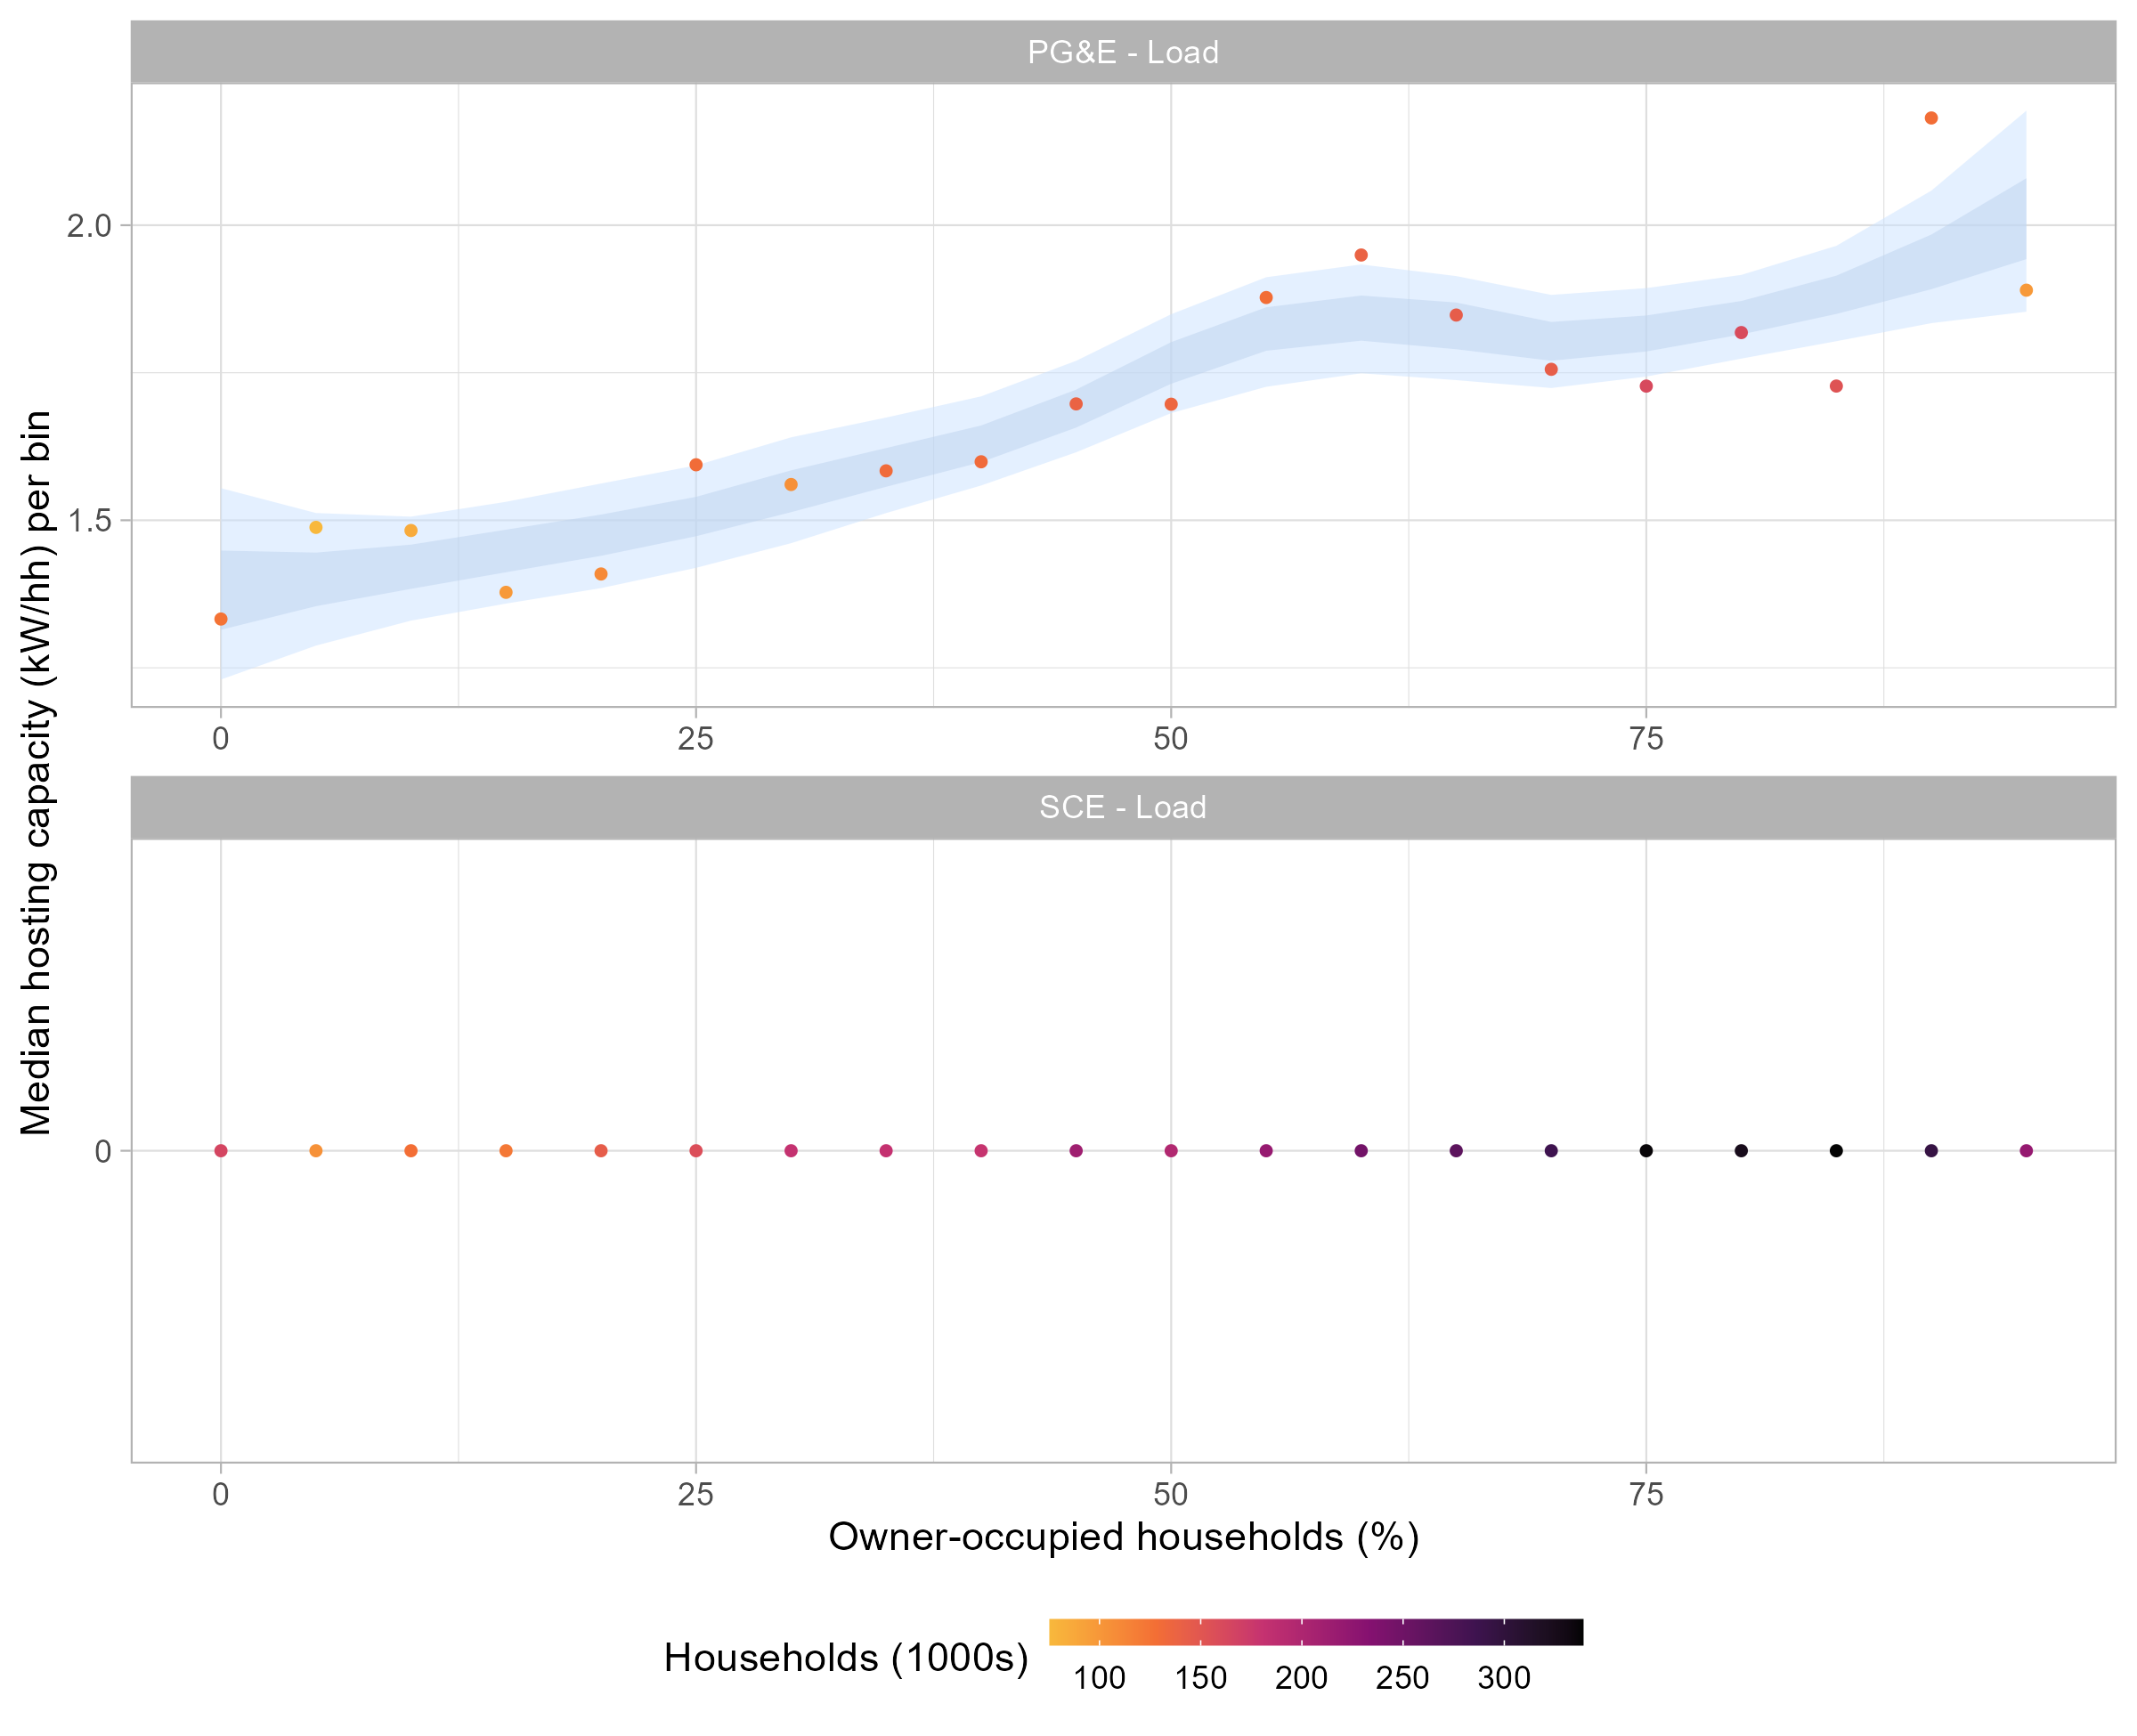 PG&E - Load
2.0
1.5
0 25 50 75
Median hosting capacity (kW/hh) per bin
SCE - Load
0
0 25 50 75
Owner-occupied households (%)
Households (1000s)
100 150 200 250 300